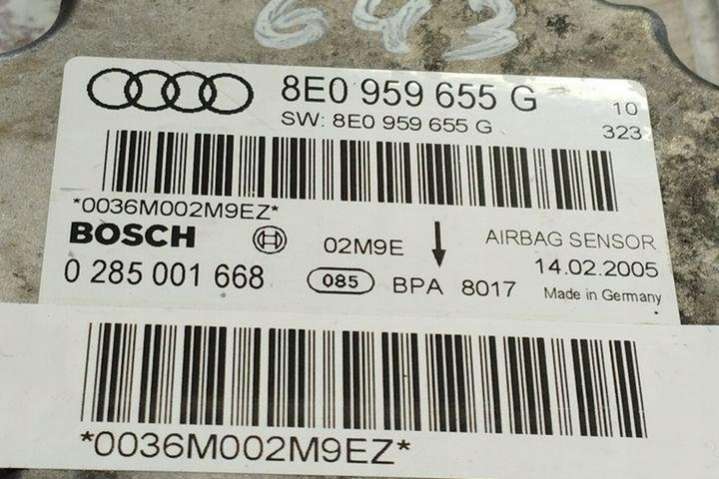 643
8E0 959 655 G 10
SW: 8E0 959 655 G 323
*0036M002M9EZ*
BOSCH 02M9E AIRBAG SENSOR
0 285 001 668 085 BPA 8017 14.02.2005
Made in Germany
*0036M002M9EZ*